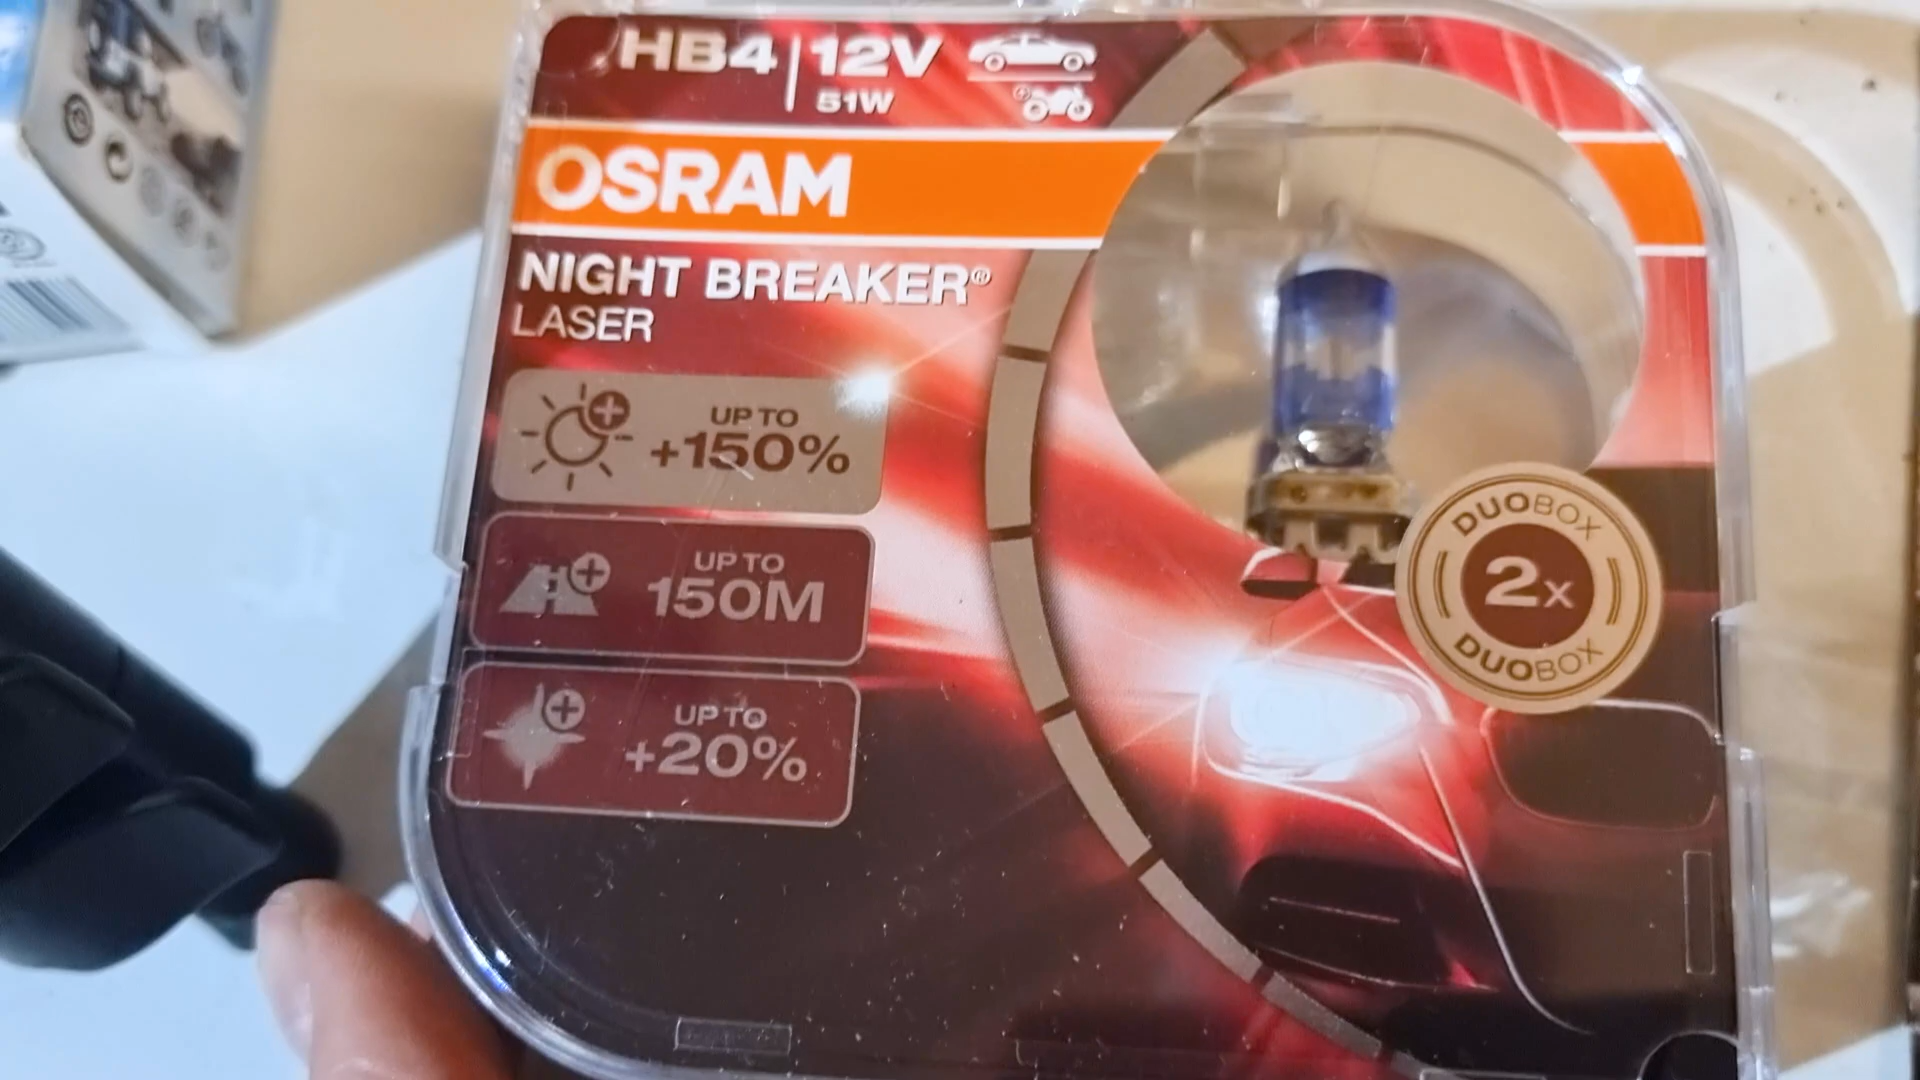 HB4 | 12V
51W
OSRAM
NIGHT BREAKER®
LASER
UP TO
+150%
UP TO
150M
UP TO
+20%
DUOBOX
2x
DUOBOX